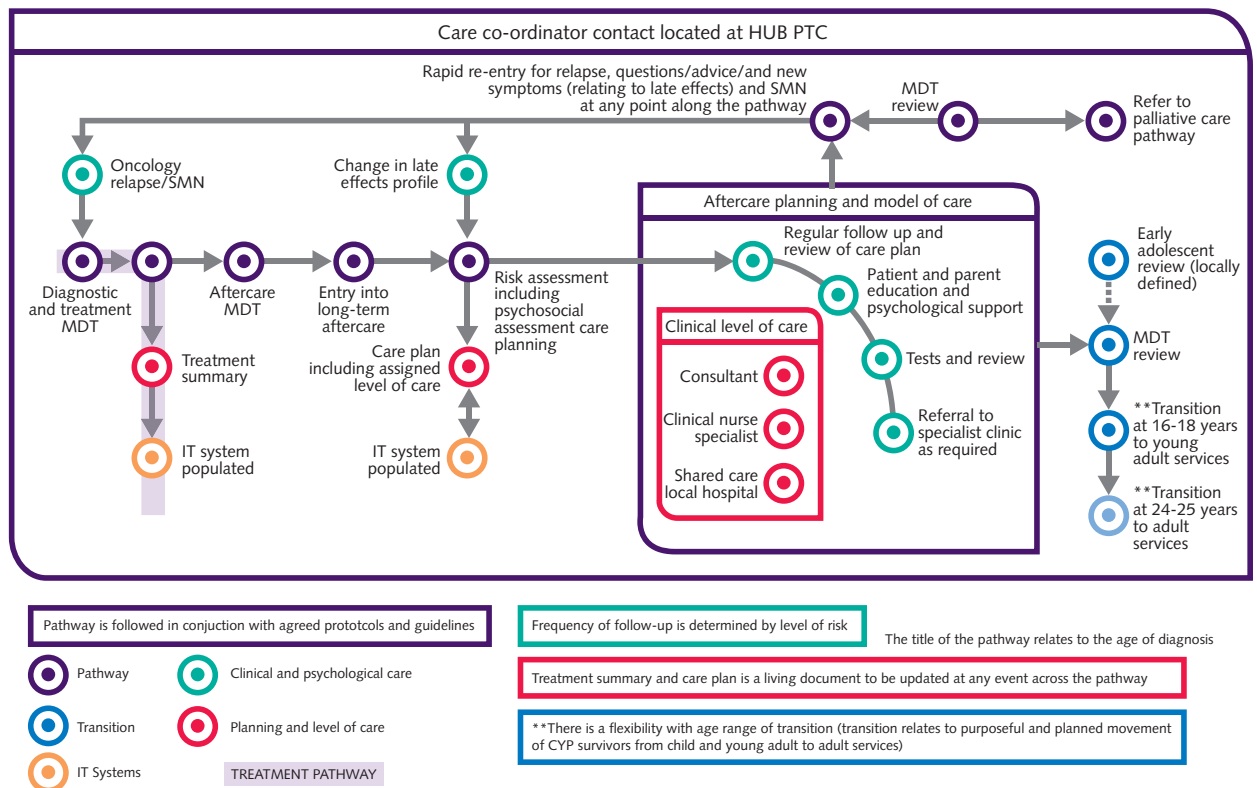 Care co-ordinator contact located at HUB PTC
Rapid re-entry for relapse, questions/advice/and new
symptoms (relating to late effects) and SMN
at any point along the pathway
MDT
review
Refer to
palliative care
pathway
Oncology
relapse/SMN
Change in late
effects profile
Diagnostic
and treatment
MDT
Aftercare
MDT
Entry into
long-term
aftercare
Risk assessment
including
psychosocial
assessment care
planning
Treatment
summary
IT system
populated
Care plan
including assigned
level of care
IT system
populated
Aftercare planning and model of care
Regular follow up and
review of care plan
Patient and parent
education and
psychological support
Tests and review
Referral to
specialist clinic
as required
Clinical level of care
Consultant
Clinical nurse
specialist
Shared care
local hospital
Early
adolescent
review (locally
defined)
MDT
review
**Transition
at 16-18 years
to young
adult services
**Transition
at 24-25 years
to adult
services
Pathway is followed in conjuction with agreed prototcols and guidelines
Pathway
Clinical and psychological care
Transition
Planning and level of care
IT Systems
TREATMENT PATHWAY
Frequency of follow-up is determined by level of risk
The title of the pathway relates to the age of diagnosis
Treatment summary and care plan is a living document to be updated at any event across the pathway
**There is a flexibility with age range of transition (transition relates to purposeful and planned movement
of CYP survivors from child and young adult to adult services)